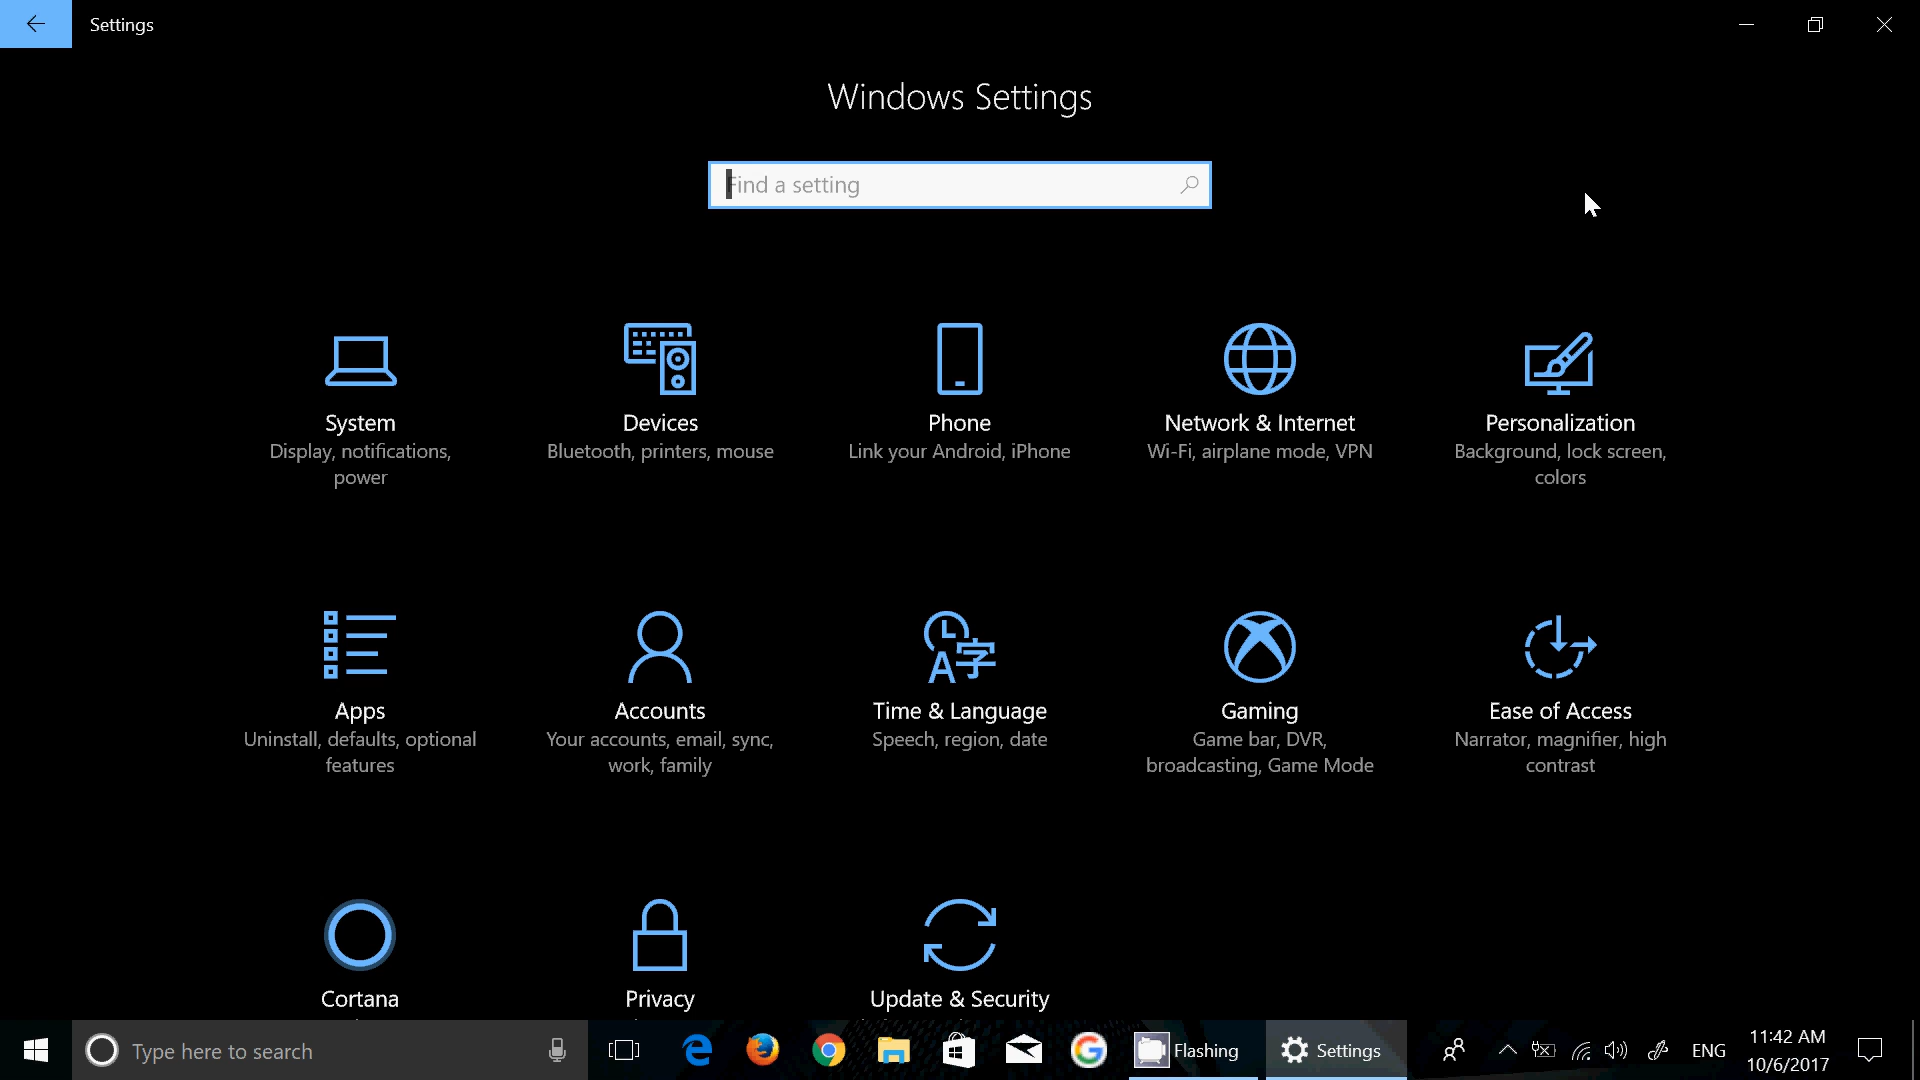 Settings
Windows Settings
Find a setting
System
Display, notifications,
power
Devices
Bluetooth, printers, mouse
Phone
Link your Android, iPhone
Network & Internet
Wi-Fi, airplane mode, VPN
Personalization
Background, lock screen,
colors
Apps
Uninstall, defaults, optional
features
Accounts
Your accounts, email, sync,
work, family
Time & Language
Speech, region, date
Gaming
Game bar, DVR,
broadcasting, Game Mode
Ease of Access
Narrator, magnifier, high
contrast
Cortana
Privacy
Update & Security
Type here to search
Flashing
Settings
ENG
11:42 AM
10/6/2017